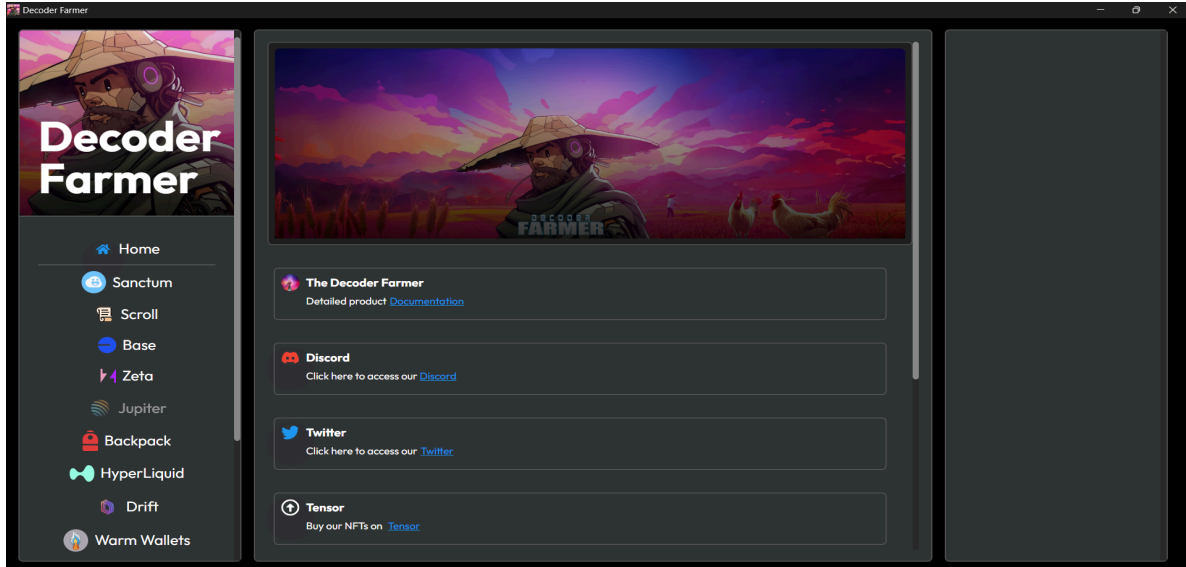 Decoder Farmer
Decoder
Farmer
Home
Sanctum
Scroll
Base
Zeta
Jupiter
Backpack
HyperLiquid
Drift
Warm Wallets
DECODER
FARMER
The Decoder Farmer
Detailed product Documentation
Discord
Click here to access our Discord
Twitter
Click here to access our Twitter
Tensor
Buy our NFTs on Tensor